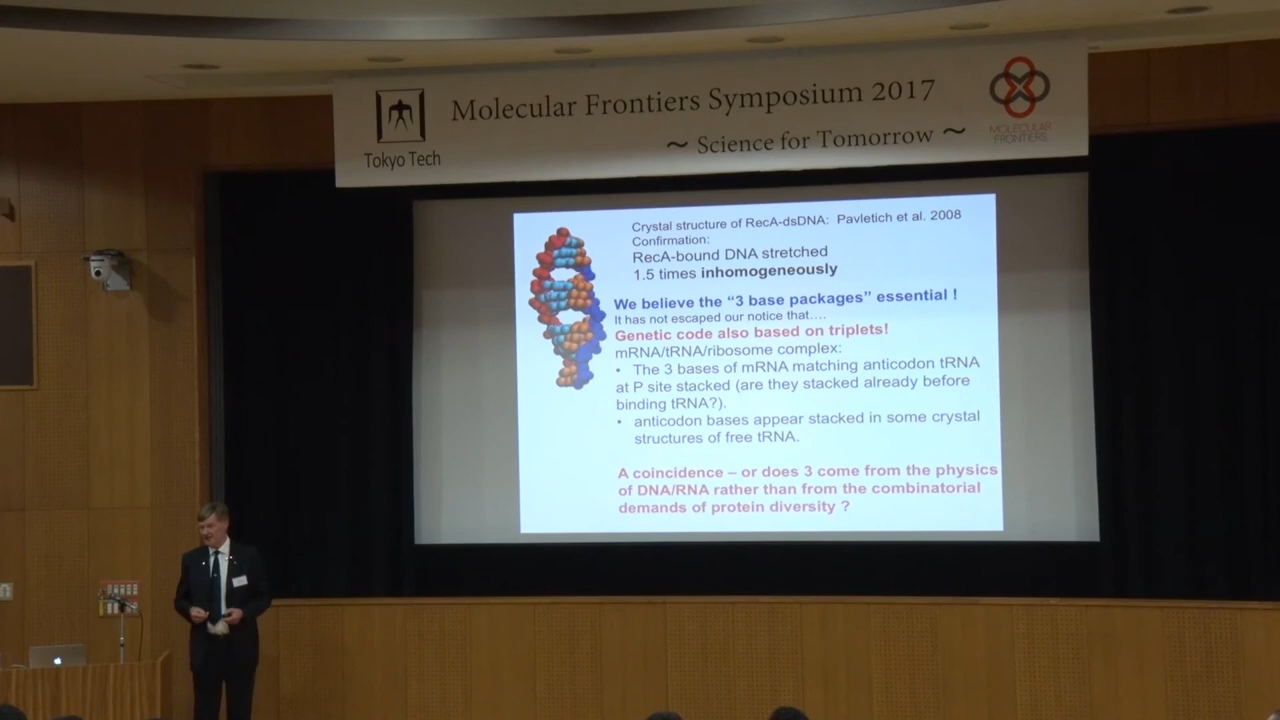 Molecular Frontiers Symposium 2017
~ Science for Tomorrow ~
Tokyo Tech
MOLECULAR
FRONTIERS
Crystal structure of RecA-dsDNA: Pavletich et al. 2008
Confirmation:
RecA-bound DNA stretched
1.5 times inhomogeneously
We believe the “3 base packages” essential !
It has not escaped our notice that….
Genetic code also based on triplets!
mRNA/tRNA/ribosome complex:
• The 3 bases of mRNA matching anticodon tRNA
at P site stacked (are they stacked already before
binding tRNA?).
• anticodon bases appear stacked in some crystal
structures of free tRNA.
A coincidence – or does 3 come from the physics
of DNA/RNA rather than from the combinatorial
demands of protein diversity ?